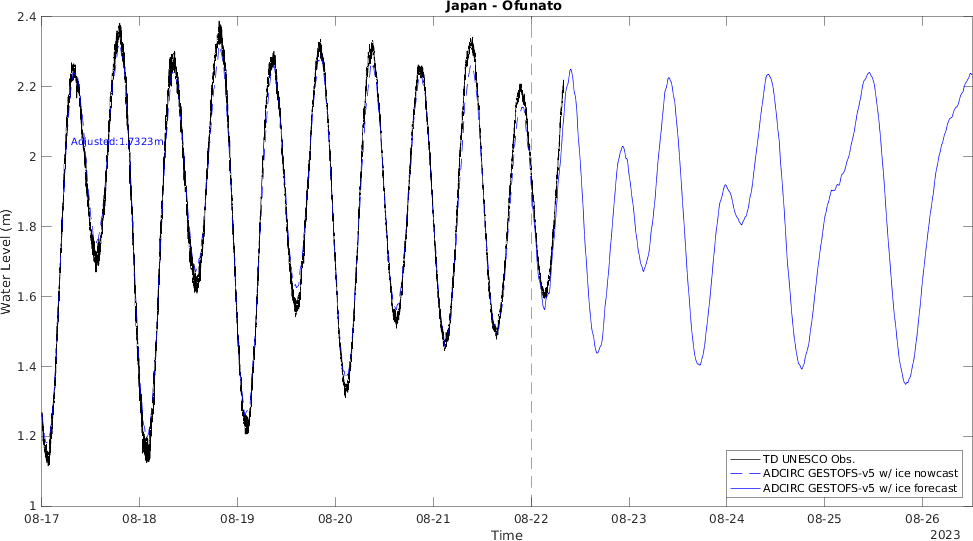 Japan - Ofunato
2.4
2.2
2
1.8
1.6
1.4
1.2
1
Water Level (m)
Adjusted:1.7323m
TD UNESCO Obs.
ADCIRC GESTOFS-v5 w/ ice nowcast
ADCIRC GESTOFS-v5 w/ ice forecast
08-17 08-18 08-19 08-20 08-21 08-22 08-23 08-24 08-25 08-26
Time
2023